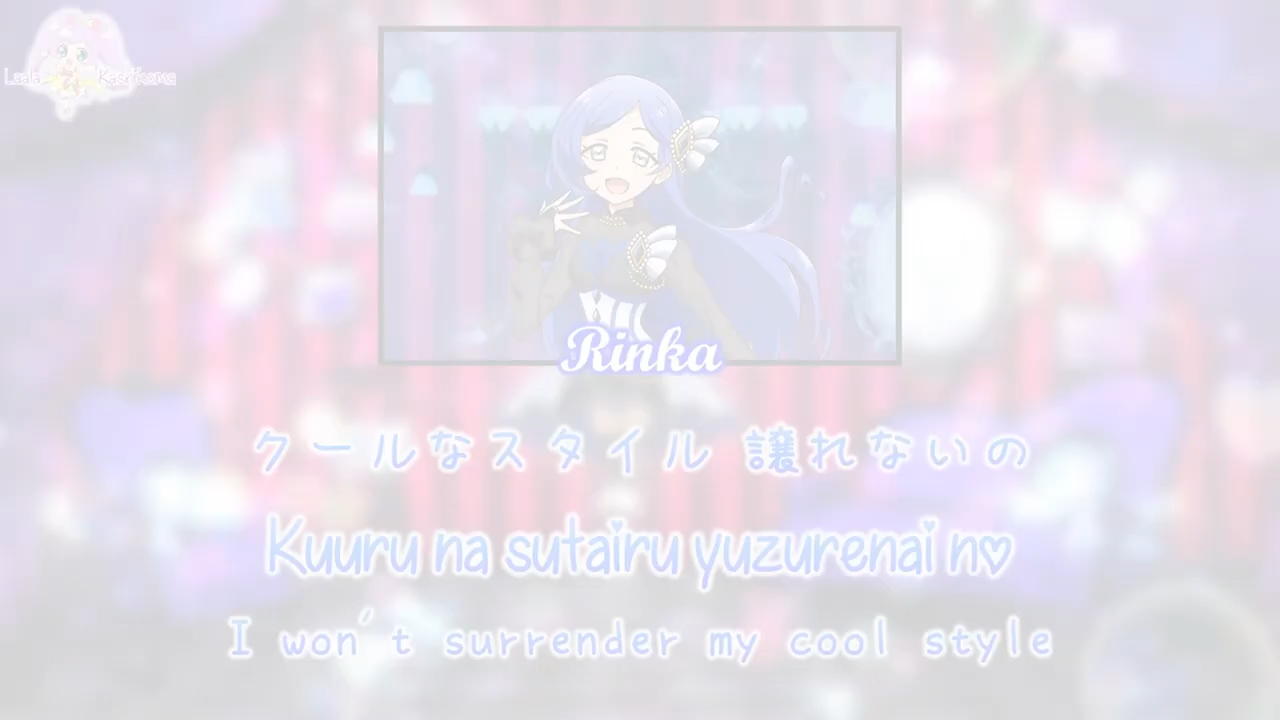 Rinka
クールなスタイル 譲れないの
Kuuru na sutairu yuzurenai n♡
I won't surrender my cool style